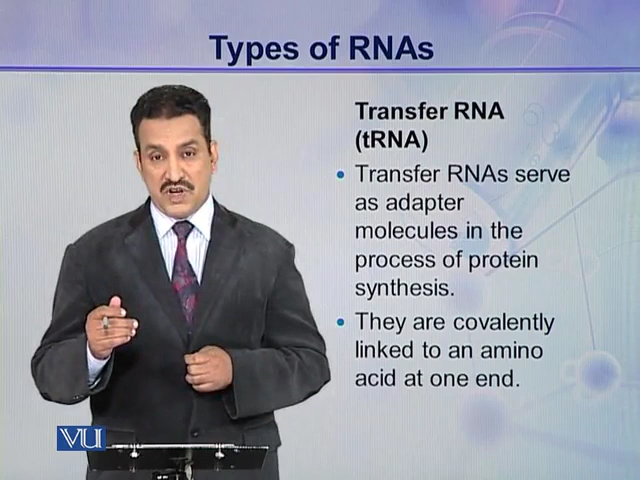 Types of RNAs
Transfer RNA
(tRNA)
• Transfer RNAs serve
as adapter
molecules in the
process of protein
synthesis.
• They are covalently
linked to an amino
acid at one end.
VU